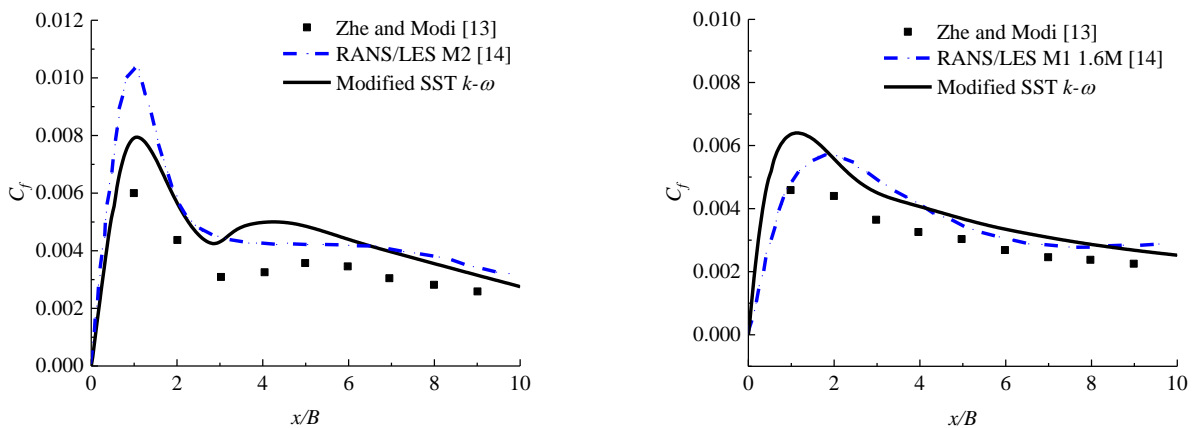 Zhe and Modi [13]
RANS/LES M2 [14]
Modified SST k-ω
0.012
0.010
0.008
0.006
0.004
0.002
0.000
C_f
0 2 4 6 8 10
x/B
Zhe and Modi [13]
RANS/LES M1 1.6M [14]
Modified SST k-ω
0.010
0.008
0.006
0.004
0.002
0.000
C_f
0 2 4 6 8 10
x/B